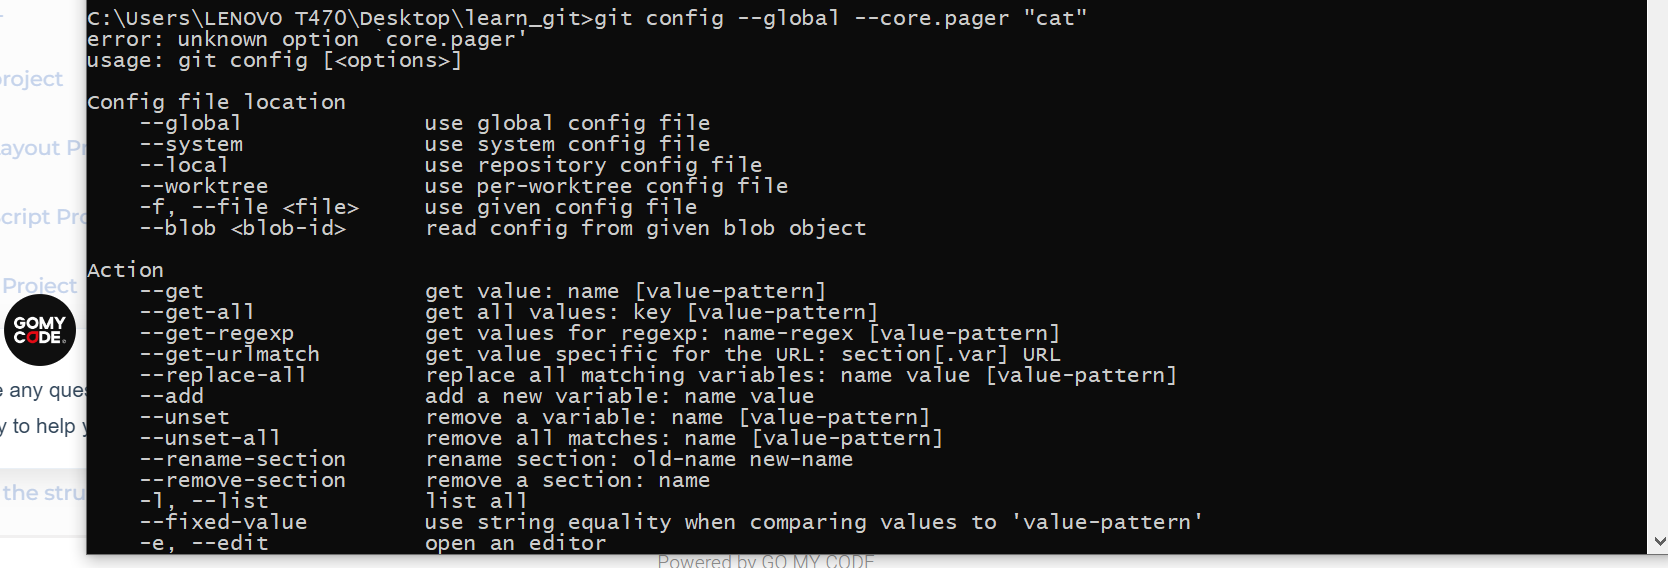 C:\Users\LENOVO T470\Desktop\learn_git>git config --global --core.pager "cat"
error: unknown option `core.pager'
usage: git config [<options>]
Config file location
--global use global config file
--system use system config file
--local use repository config file
--worktree use per-worktree config file
-f, --file <file> use given config file
--blob <blob-id> read config from given blob object
Action
--get get value: name [value-pattern]
--get-all get all values: key [value-pattern]
--get-regexp get values for regexp: name-regex [value-pattern]
--get-urlmatch get value specific for the URL: section[.var] URL
--replace-all replace all matching variables: name value [value-pattern]
--add add a new variable: name value
--unset remove a variable: name [value-pattern]
--unset-all remove all matches: name [value-pattern]
--rename-section rename section: old-name new-name
--remove-section remove a section: name
-l, --list list all
--fixed-value use string equality when comparing values to 'value-pattern'
-e, --edit open an editor
roject
ayout Pr
cript Pro
Project
GOMY
CODE
e any ques
y to help y
the stru
Powered by GO MY CODE